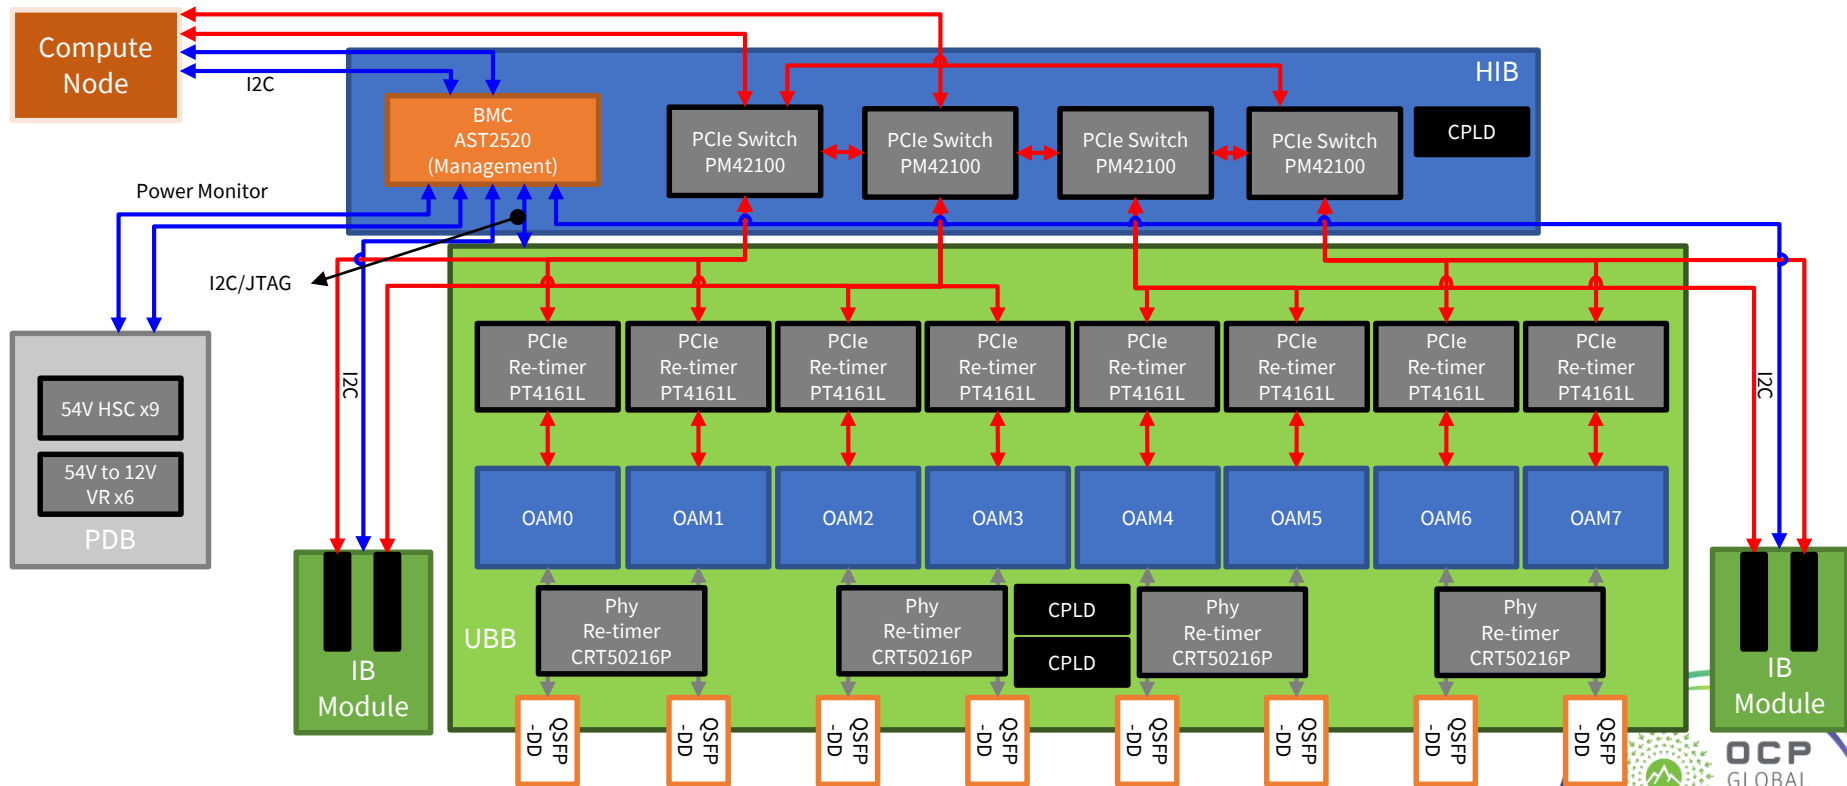 Compute
Node
I2C
HIB
BMC
AST2520
(Management)
PCIe Switch
PM42100
PCIe Switch
PM42100
PCIe Switch
PM42100
PCIe Switch
PM42100
CPLD
Power Monitor
I2C/JTAG
I2C
I2C
PCIe
Re-timer
PT4161L
PCIe
Re-timer
PT4161L
PCIe
Re-timer
PT4161L
PCIe
Re-timer
PT4161L
PCIe
Re-timer
PT4161L
PCIe
Re-timer
PT4161L
PCIe
Re-timer
PT4161L
PCIe
Re-timer
PT4161L
54V HSC x9
54V to 12V
VR x6
PDB
OAM0
OAM1
OAM2
OAM3
OAM4
OAM5
OAM6
OAM7
UBB
Phy
Re-timer
CRT50216P
Phy
Re-timer
CRT50216P
CPLD
CPLD
Phy
Re-timer
CRT50216P
Phy
Re-timer
CRT50216P
IB
Module
IB
Module
QSFP
-DD
QSFP
-DD
QSFP
-DD
QSFP
-DD
QSFP
-DD
QSFP
-DD
QSFP
-DD
QSFP
-DD
OCP
GLOBAL